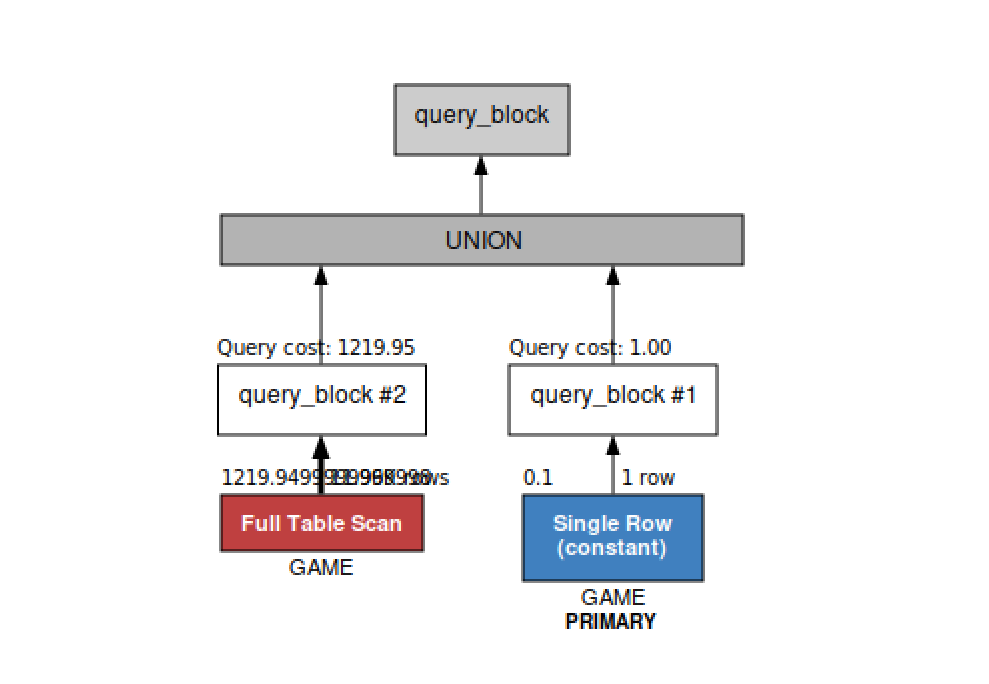 query_block
UNION
Query cost: 1219.95
Query cost: 1.00
query_block #2
query_block #1
rows
0.1
1 row
Full Table Scan
Single Row
(constant)
GAME
GAME
PRIMARY